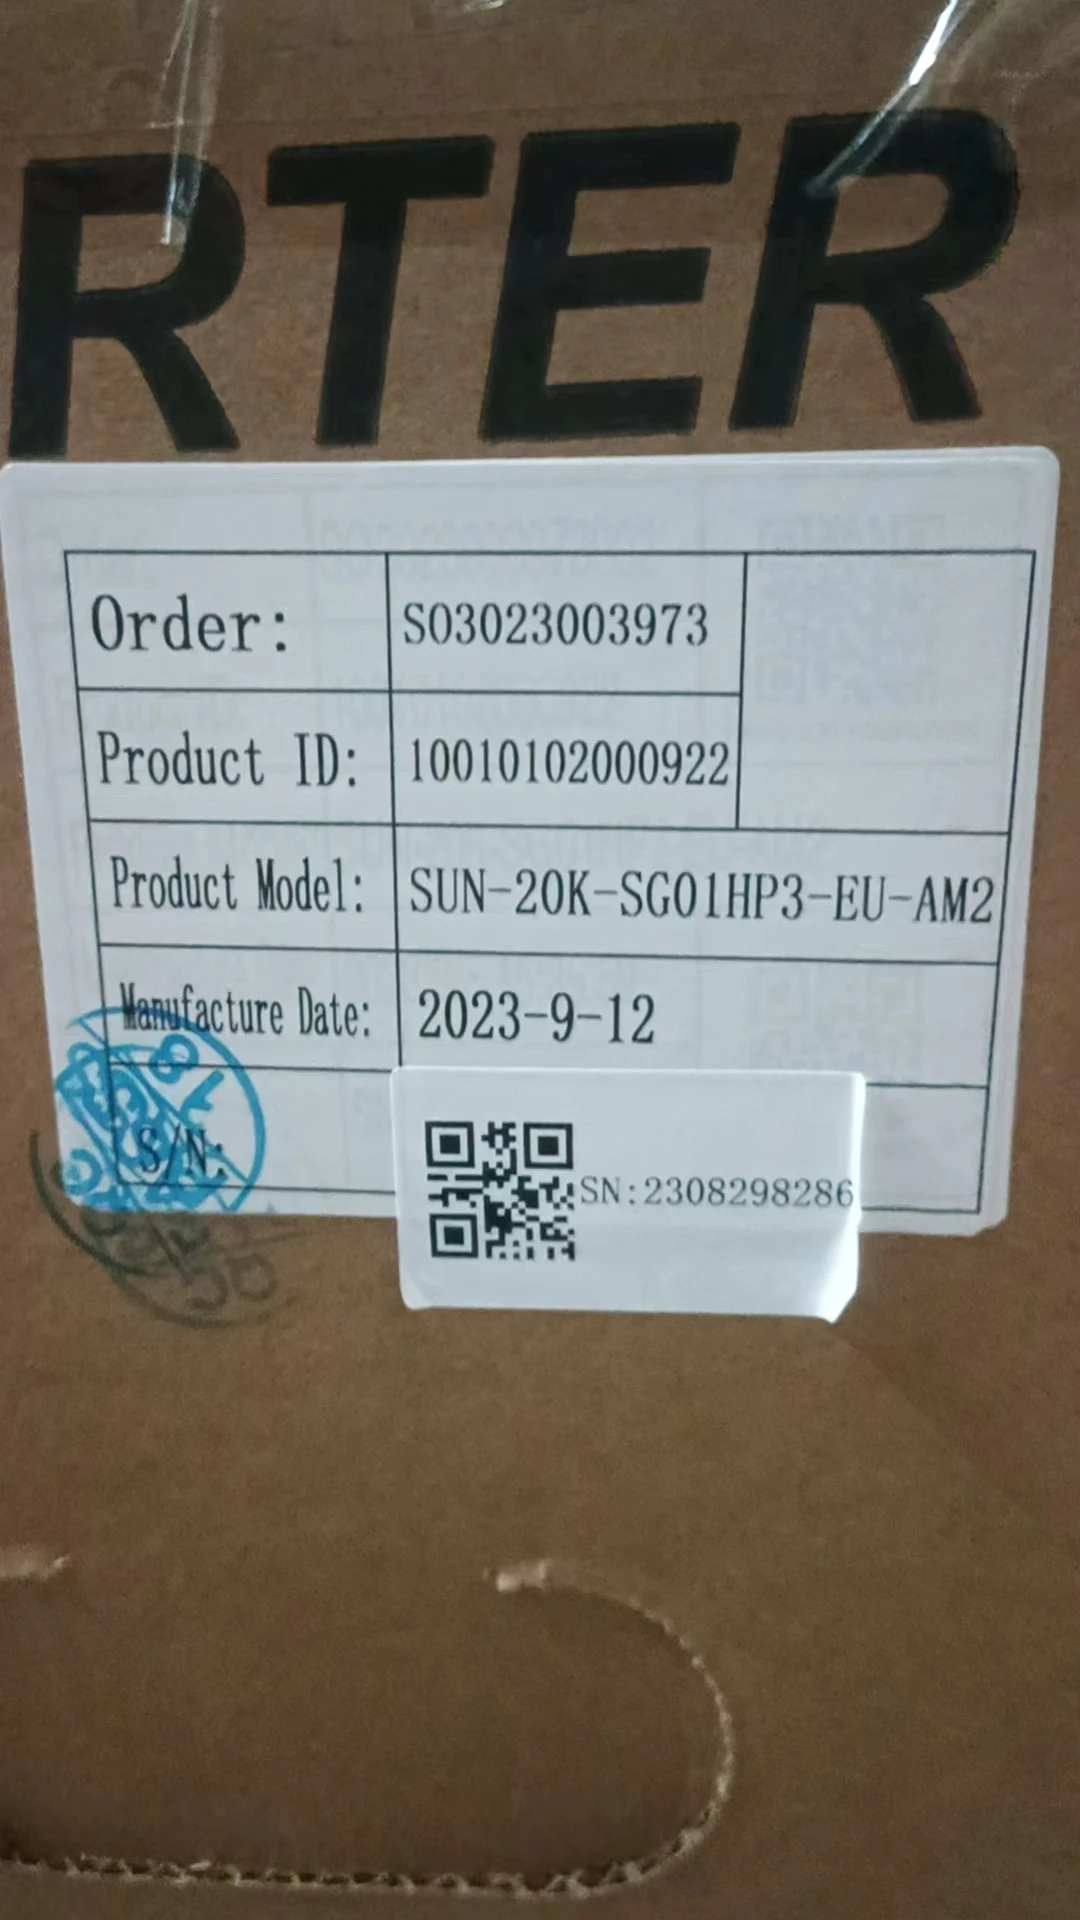 RTER
Order: SO3023003973
Product ID: 10010102000922
Product Model: SUN-20K-SG01HP3-EU-AM2
Manufacture Date: 2023-9-12
S/N: SN:2308298286